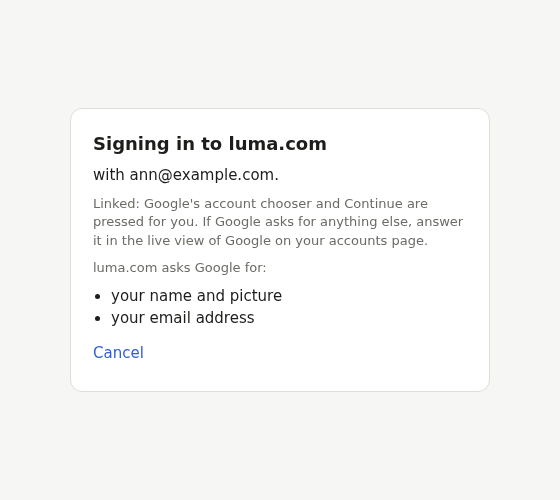 Signing in to luma.com
with ann@example.com.
Linked: Google's account chooser and Continue are
pressed for you. If Google asks for anything else, answer
it in the live view of Google on your accounts page.
luma.com asks Google for:
• your name and picture
• your email address
Cancel